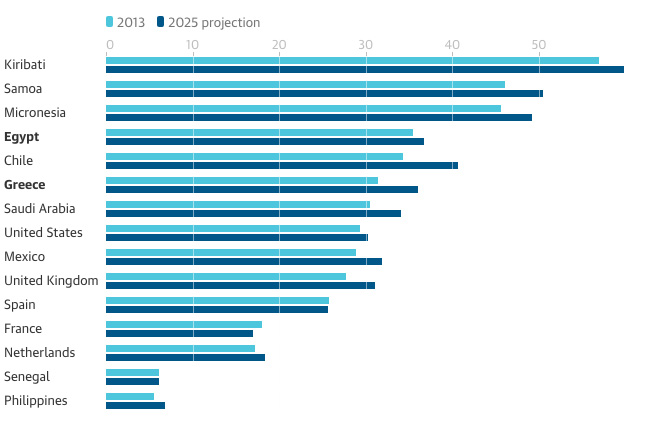 2013 2025 projection
0 10 20 30 40 50
Kiribati
Samoa
Micronesia
Egypt
Chile
Greece
Saudi Arabia
United States
Mexico
United Kingdom
Spain
France
Netherlands
Senegal
Philippines